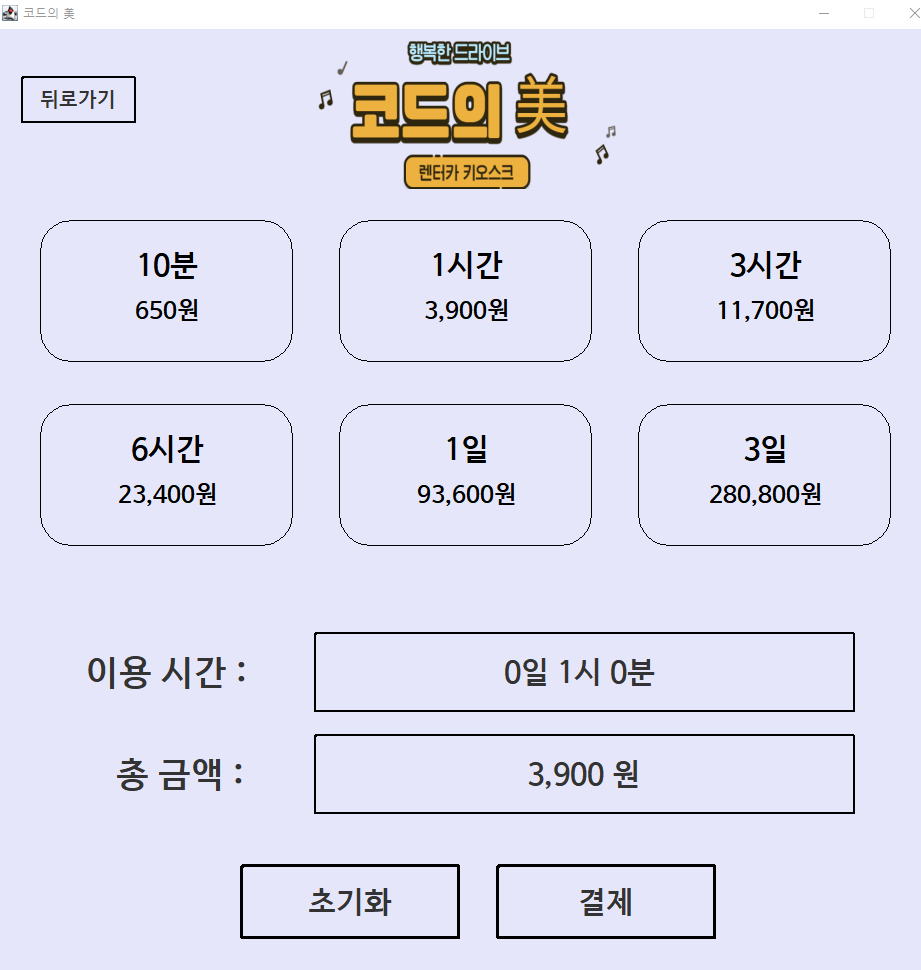 코드의 美
행복한 드라이브
뒤로가기
코드의 美
렌터카 키오스크
10분
650원
1시간
3,900원
3시간
11,700원
6시간
23,400원
1일
93,600원
3일
280,800원
이용 시간 :
0일 1시 0분
총 금액 :
3,900 원
초기화
결제